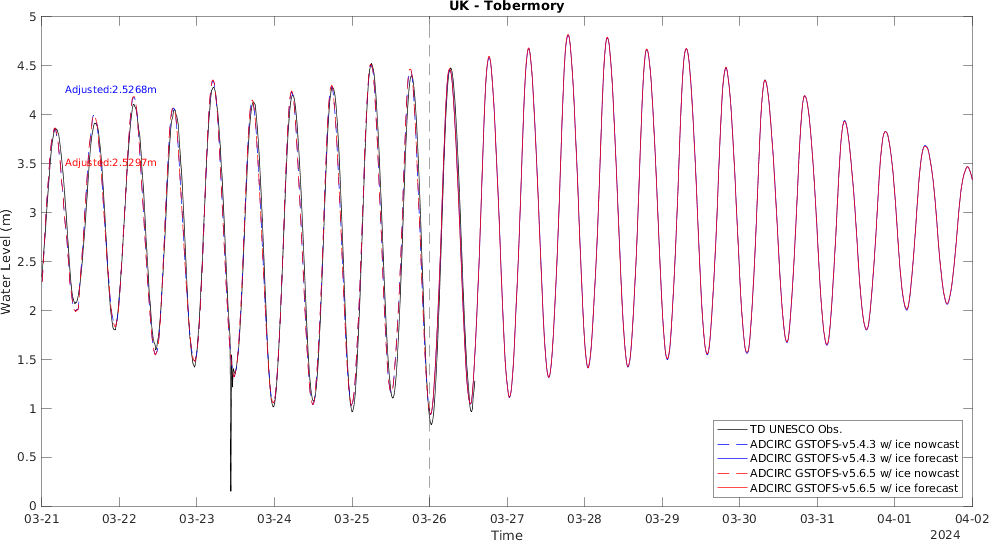 UK - Tobermory
Water Level (m)
5
4.5
4
3.5
3
2.5
2
1.5
1
0.5
0
Adjusted:2.5268m
Adjusted:2.5297m
TD UNESCO Obs.
ADCIRC GSTOFS-v5.4.3 w/ ice nowcast
ADCIRC GSTOFS-v5.4.3 w/ ice forecast
ADCIRC GSTOFS-v5.6.5 w/ ice nowcast
ADCIRC GSTOFS-v5.6.5 w/ ice forecast
03-21 03-22 03-23 03-24 03-25 03-26 03-27 03-28 03-29 03-30 03-31 04-01 04-02
Time
2024